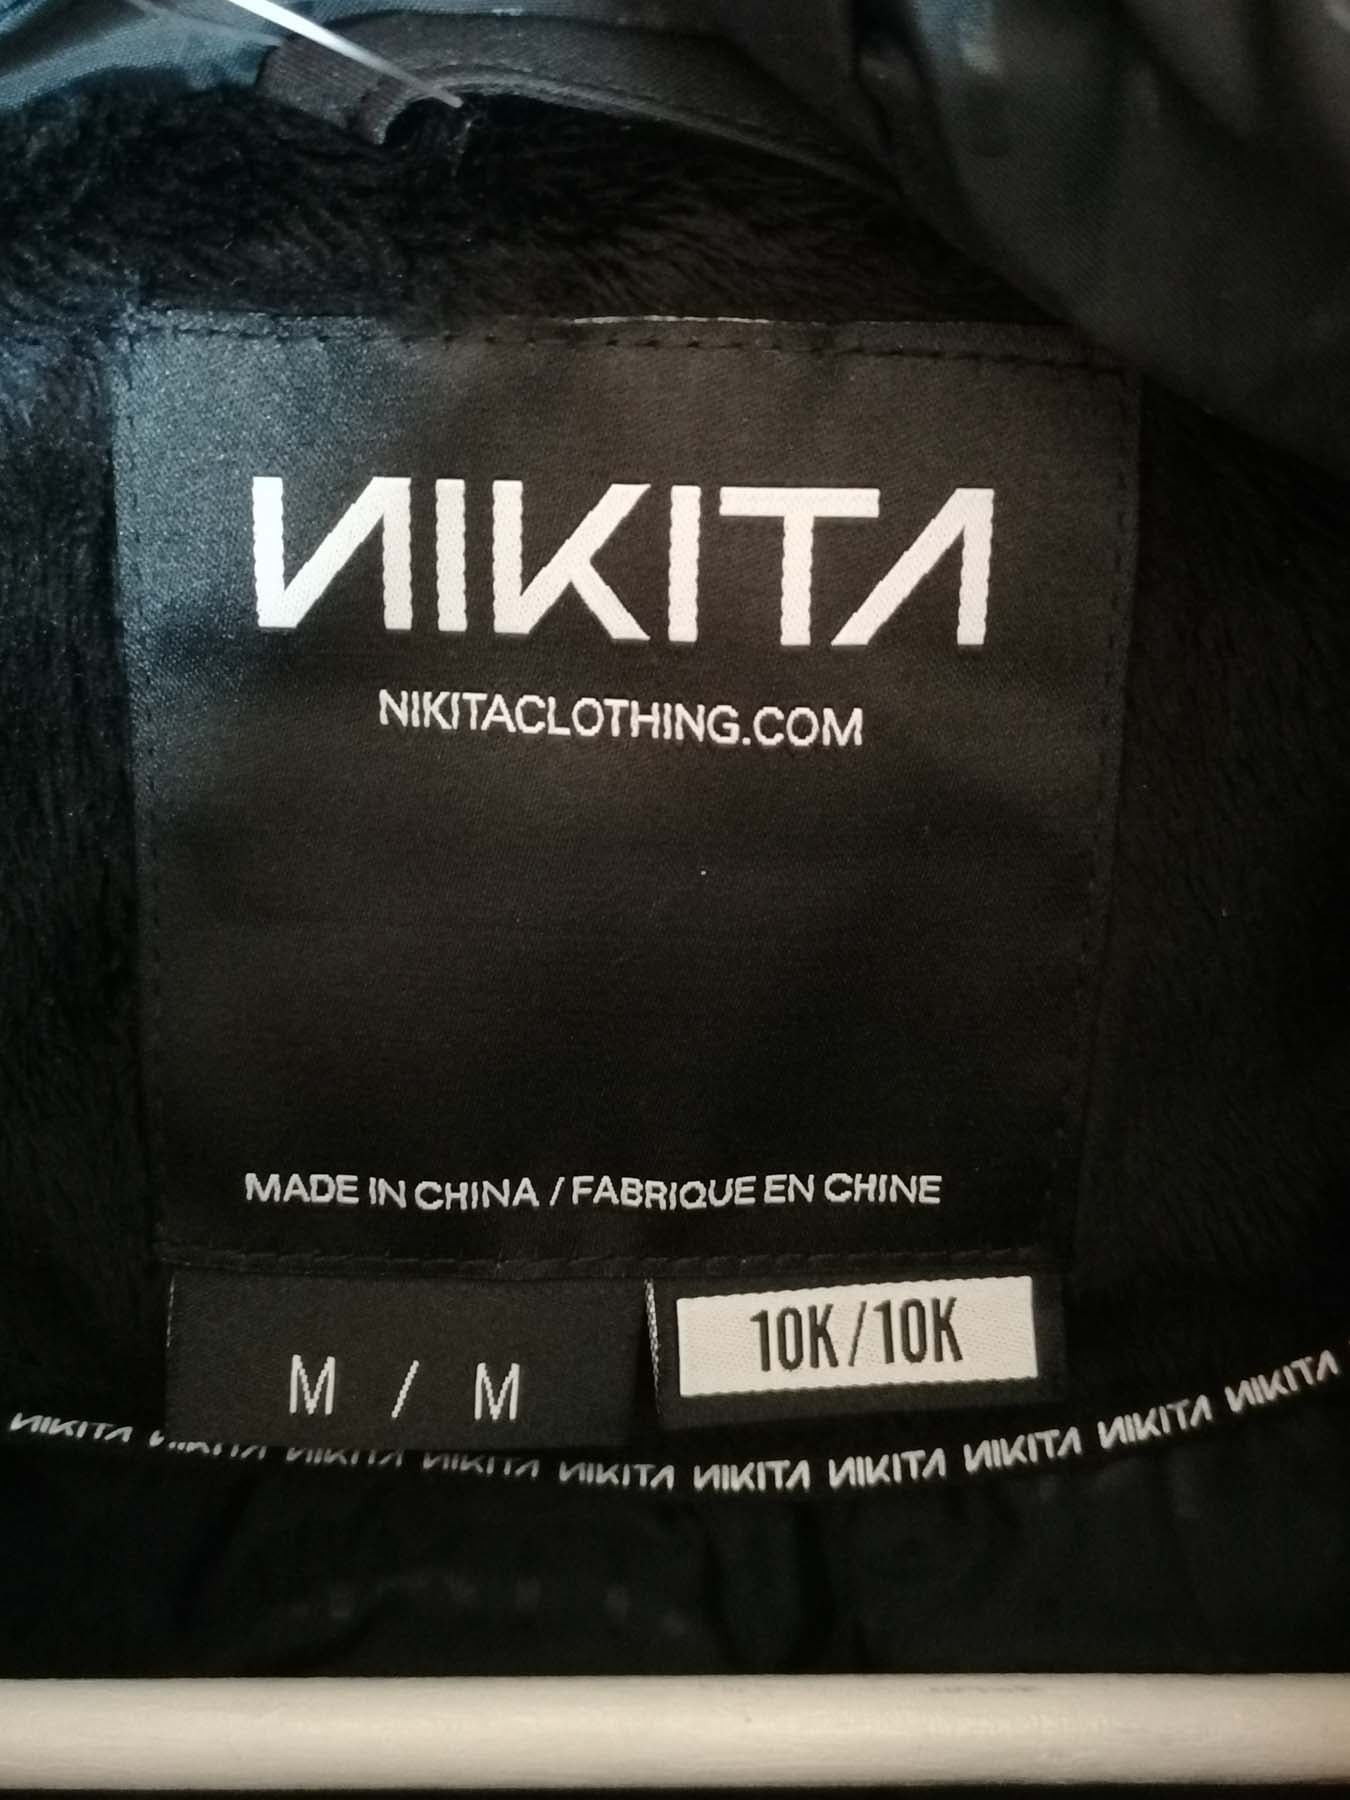 NIKITA
NIKITACLOTHING.COM
MADE IN CHINA / FABRIQUE EN CHINE
M / M
10K/10K
NIKITA NIKITA NIKITA NIKITA NIKITA NIKITA NIKITA NIKITA NIKITA NIKITA